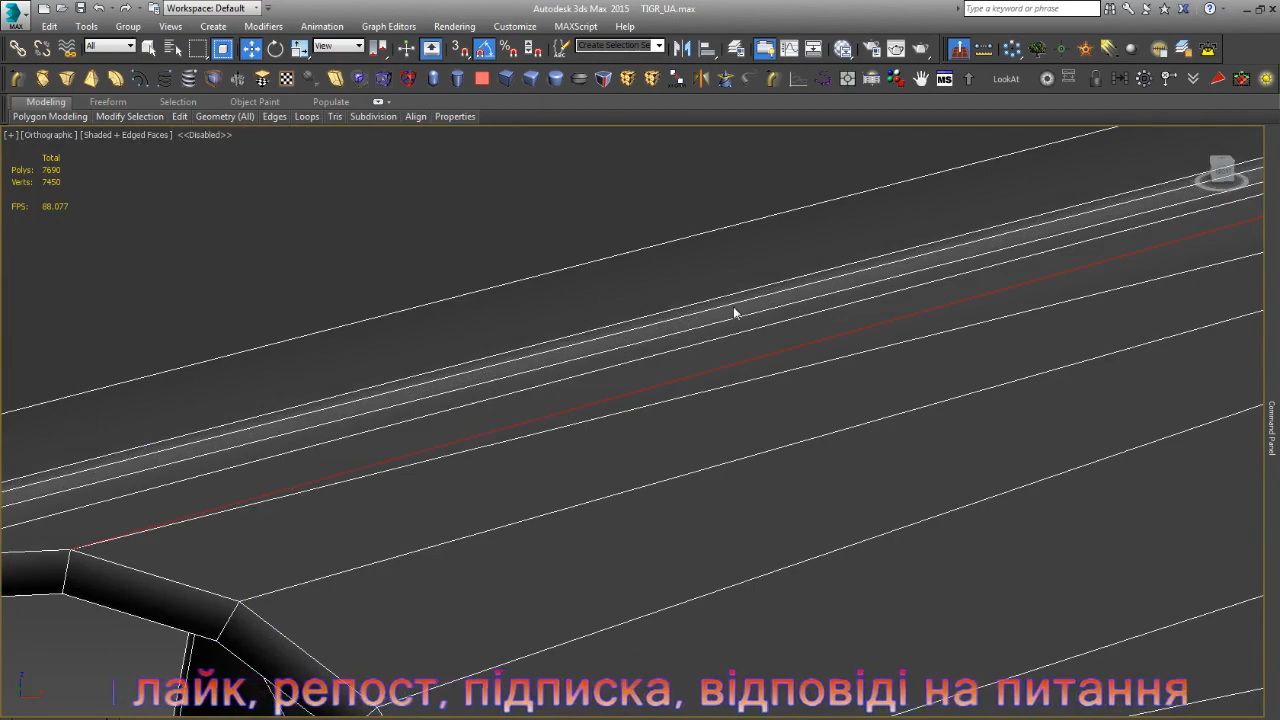 Autodesk 3ds Max 2015 TIGR_UA.max
Workspace: Default
Type a keyword or phrase
MAX
Edit Tools Group Views Create Modifiers Animation Graph Editors Rendering Customize MAXScript Help
All
View
Create Selection Se
MS
LookAt
Modeling Freeform Selection Object Paint Populate
Polygon Modeling Modify Selection Edit Geometry (All) Edges Loops Tris Subdivision Align Properties
[+] [Orthographic] [Shaded + Edged Faces] <<Disabled>>
Total
Polys: 7690
Verts: 7450
FPS: 88.077
Command Panel
лайк, репост, підписка, відповіді на питання